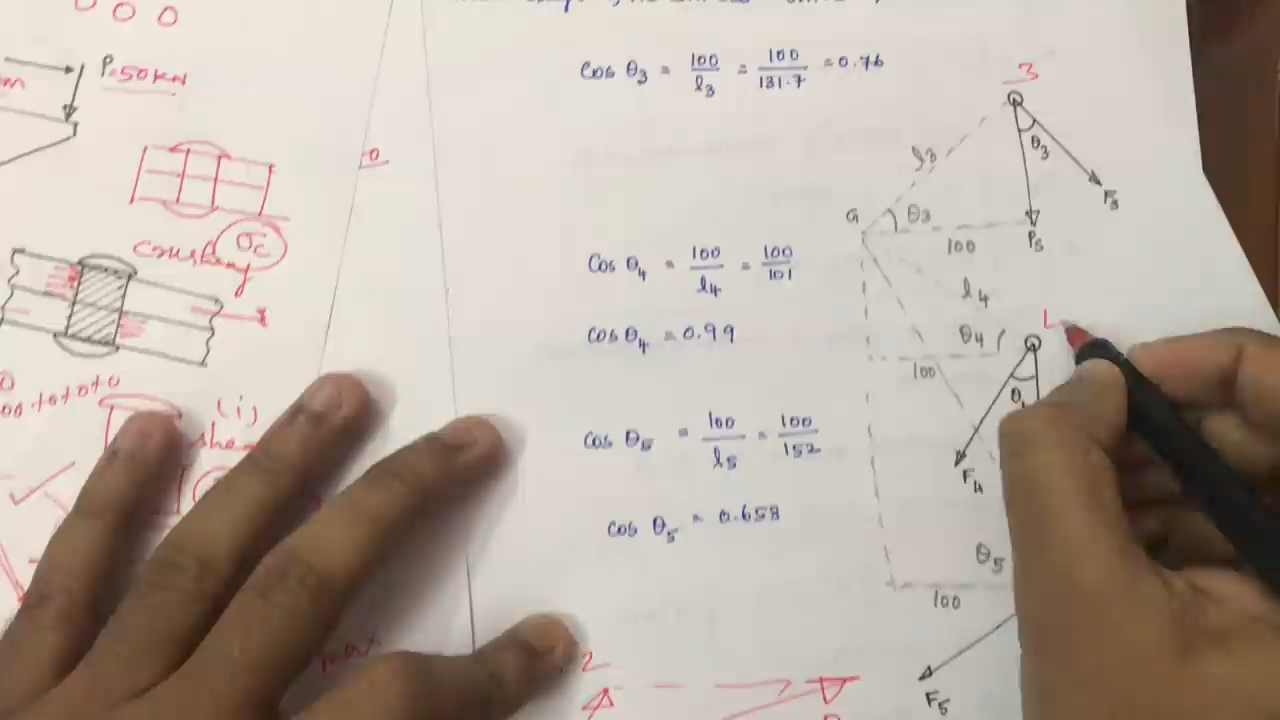 P=50kN
crushing σc
(i)
Cos θ3 = 100/l3 = 100/131.7 = 0.76
Cos θ4 = 100/l4 = 100/101
cos θ4 = 0.99
cos θ5 = 100/l5 = 100/152
cos θ5 = 0.658
3
θ3
F3
l3
G
θ3
100
Ps
l4
θ4
100
F4
θ5
100
F5
2